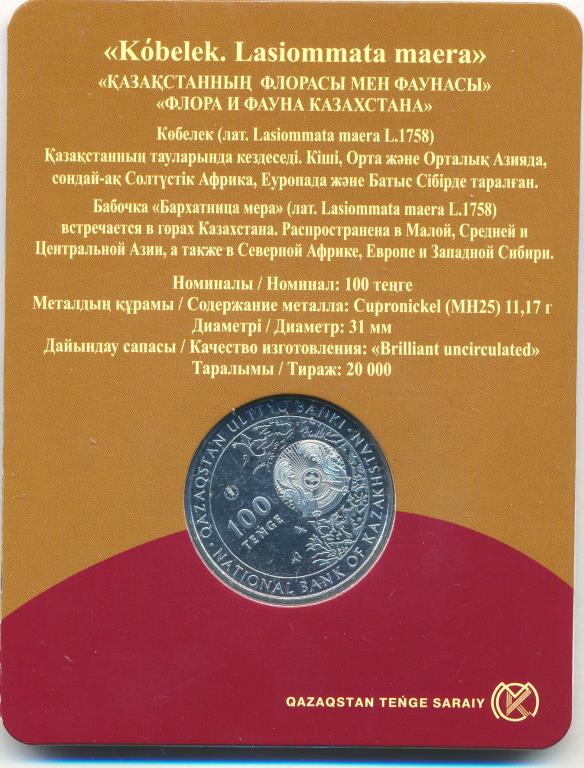 «Kóbelek. Lasiommata maera»
«ҚАЗАҚСТАННЫҢ ФЛОРАСЫ МЕН ФАУНАСЫ»
«ФЛОРА И ФАУНА КАЗАХСТАНА»
Көбелек (лат. Lasiommata maera L.1758)
Қазақстанның тауларында кездеседі. Кіші, Орта және Орталық Азияда,
сондай-ақ Солтүстік Африка, Еуропада және Батыс Сібірде таралған.
Бабочка «Бархатница мера» (лат. Lasiommata maera L.1758)
встречается в горах Казахстана. Распространена в Малой, Средней и
Центральной Азии, а также в Северной Африке, Европе и Западной Сибири.
Номиналы / Номинал: 100 теңге
Металдың құрамы / Содержание металла: Cupronickel (МН25) 11,17 г
Диаметрі / Диаметр: 31 мм
Дайындау сапасы / Качество изготовления: «Brilliant uncirculated»
Таралымы / Тираж: 20 000
QAZAQSTAN ULTTYQ BANKI
100
TEŃGE
NATIONAL BANK OF KAZAKHSTAN
QAZAQSTAN TEŃGE SARAIY